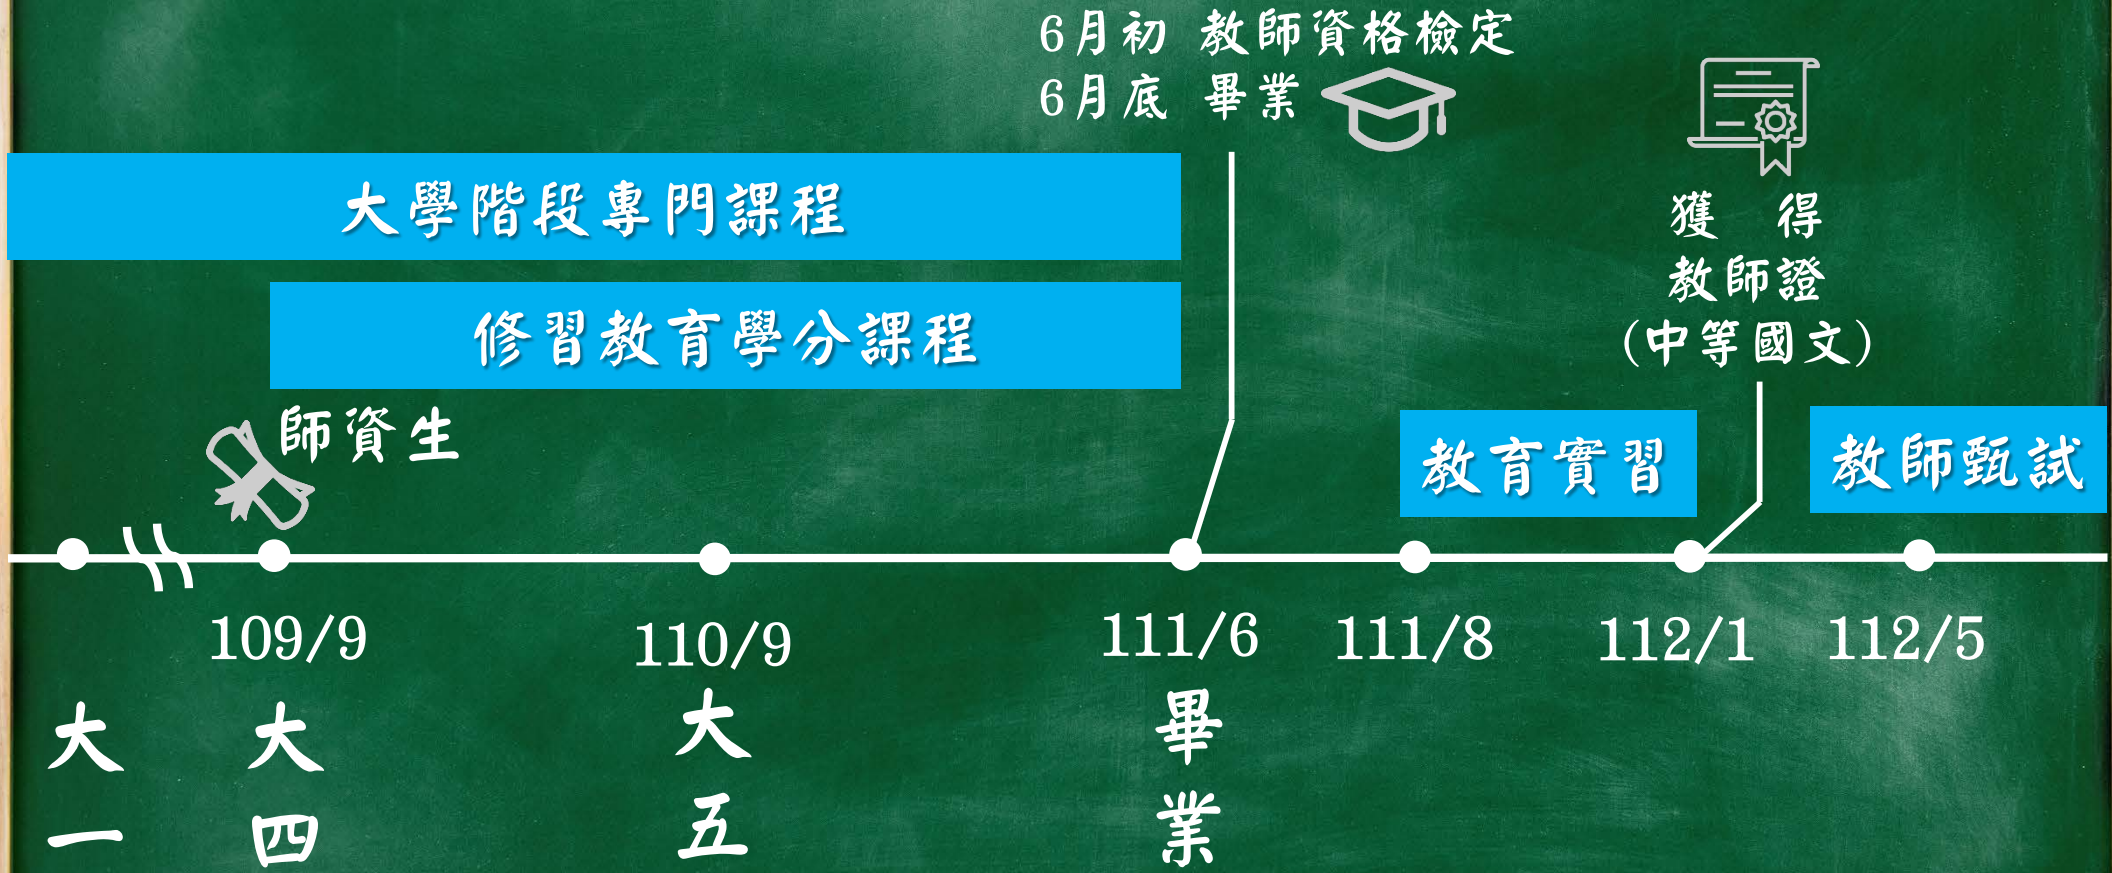 6月初 教師資格檢定
6月底 畢業
大學階段專門課程
修習教育學分課程
師資生
獲 得
教師證
(中等國文)
教育實習
教師甄試
109/9
110/9
111/6
111/8
112/1
112/5
大一
大四
大五
畢業